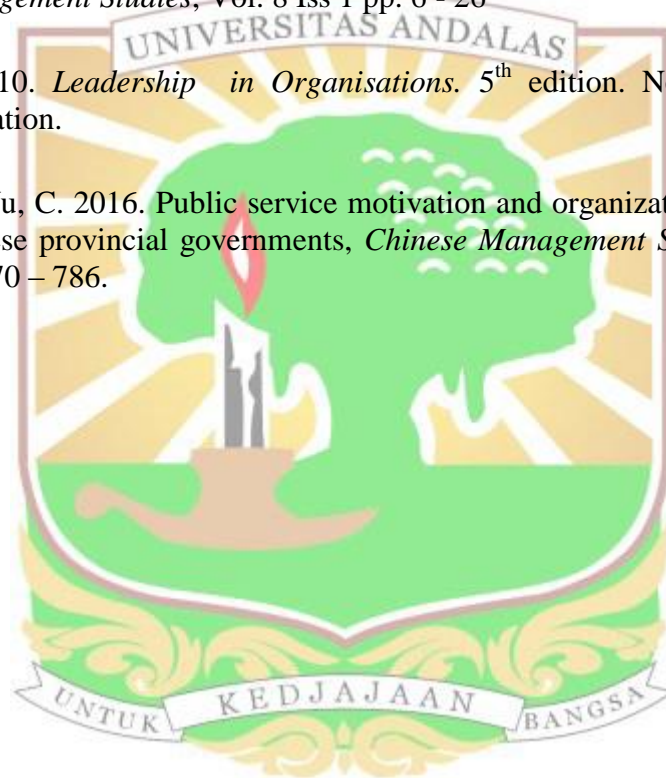 gement Studies, Vol. 8 Iss 1 pp. 6 - 26
UNIVERSITAS ANDALAS
10. Leadership in Organisations. 5th edition. N
ation.
u, C. 2016. Public service motivation and organizat
ese provincial governments, Chinese Management S
70 – 786.
UNTUK KEDJAJAAN BANGSA